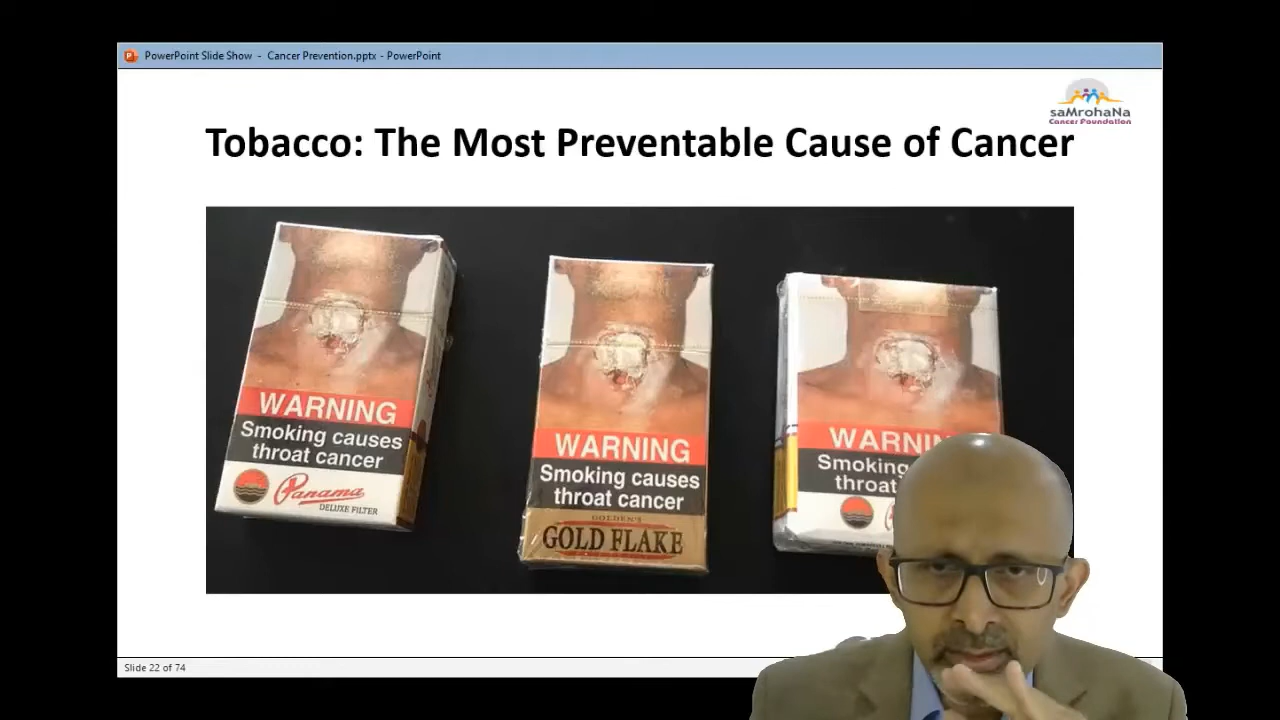 PowerPoint Slide Show - Cancer Prevention.pptx - PowerPoint
saMrohaNa
Cancer Foundation
Tobacco: The Most Preventable Cause of Cancer
WARNING
Smoking causes
throat cancer
Panama
DELUXE FILTER
WARNING
Smoking causes
throat cancer
GOLDEN'S
GOLD FLAKE
WARNIN
Smoking
Slide 22 of 74